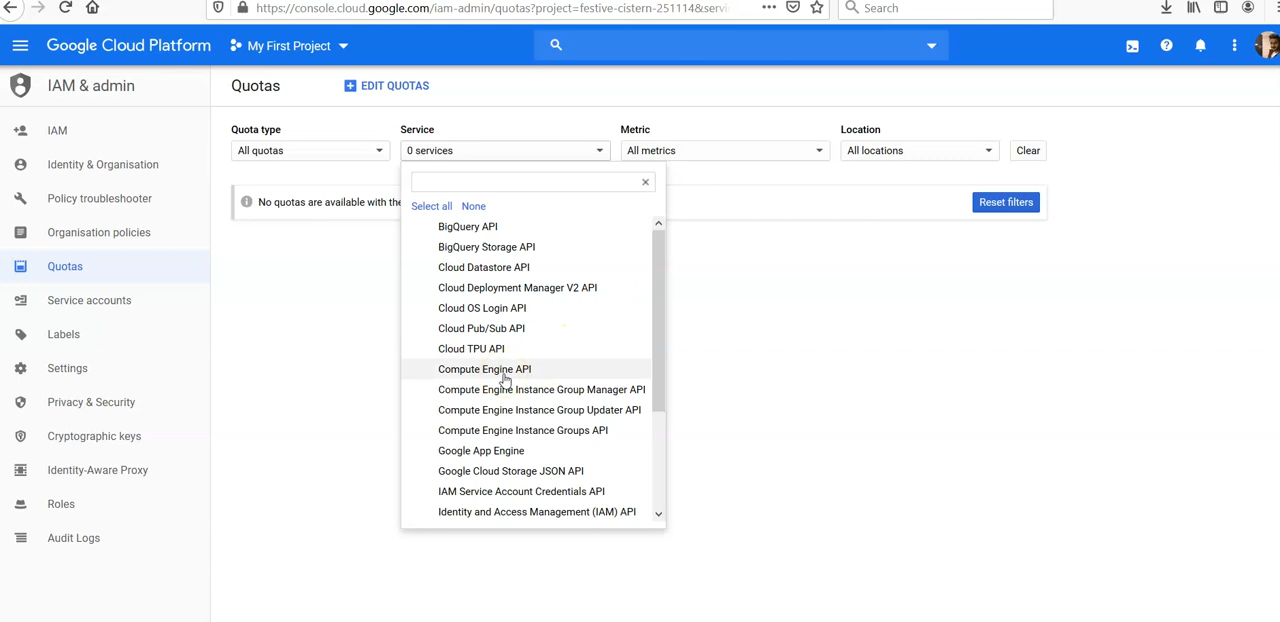 https://console.cloud.google.com/iam-admin/quotas?project=festive-cistern-251114&servi
Search
Google Cloud Platform
My First Project
IAM & admin
Quotas
EDIT QUOTAS
IAM
Identity & Organisation
Policy troubleshooter
Organisation policies
Quotas
Service accounts
Labels
Settings
Privacy & Security
Cryptographic keys
Identity-Aware Proxy
Roles
Audit Logs
Quota type Service Metric Location
All quotas 0 services All metrics All locations Clear
No quotas are available with the
Reset filters
Select all None
BigQuery API
BigQuery Storage API
Cloud Datastore API
Cloud Deployment Manager V2 API
Cloud OS Login API
Cloud Pub/Sub API
Cloud TPU API
Compute Engine API
Compute Engine Instance Group Manager API
Compute Engine Instance Group Updater API
Compute Engine Instance Groups API
Google App Engine
Google Cloud Storage JSON API
IAM Service Account Credentials API
Identity and Access Management (IAM) API